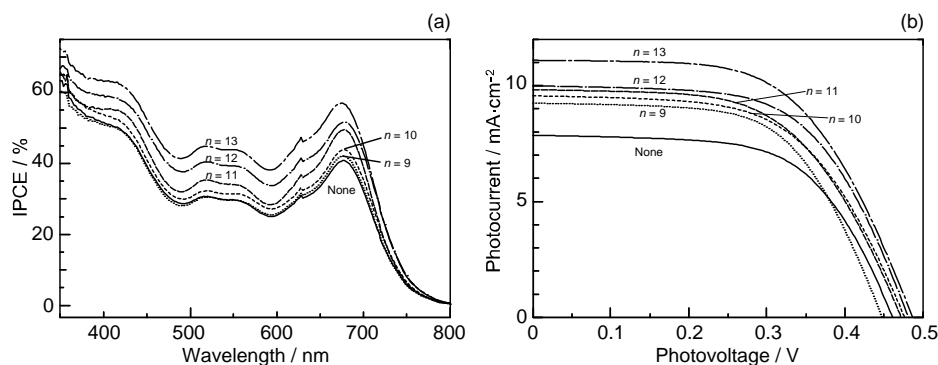 (a)
60
40
20
0
IPCE / %
400
500
600
700
800
Wavelength / nm
n = 13
n = 12
n = 11
n = 10
n = 9
None
(b)
10
5
0
Photocurrent / mA·cm−2
0
0.1
0.2
0.3
0.4
0.5
Photovoltage / V
n = 13
n = 12
n = 11
n = 10
n = 9
None